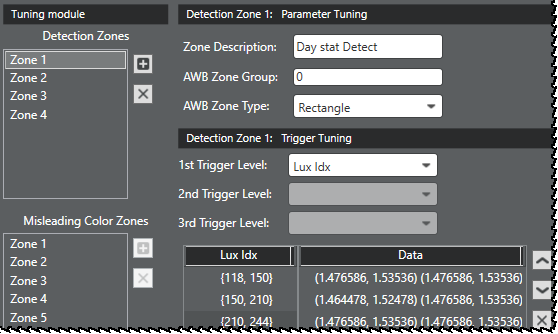 Tuning module
Detection Zones
Zone 1
Zone 2
Zone 3
Zone 4
Misleading Color Zones
Zone 1
Zone 2
Zone 3
Zone 4
Zone 5
Detection Zone 1: Parameter Tuning
Zone Description: Day stat Detect
AWB Zone Group: 0
AWB Zone Type: Rectangle
Detection Zone 1: Trigger Tuning
1st Trigger Level: Lux Idx
2nd Trigger Level:
3rd Trigger Level:
Lux Idx Data
{118, 150} (1.476586, 1.53536) (1.476586, 1.53536)
{150, 210} (1.464478, 1.52478) (1.476586, 1.53536)
{210, 244} (1.476586, 1.53536) (1.476586, 1.53536)